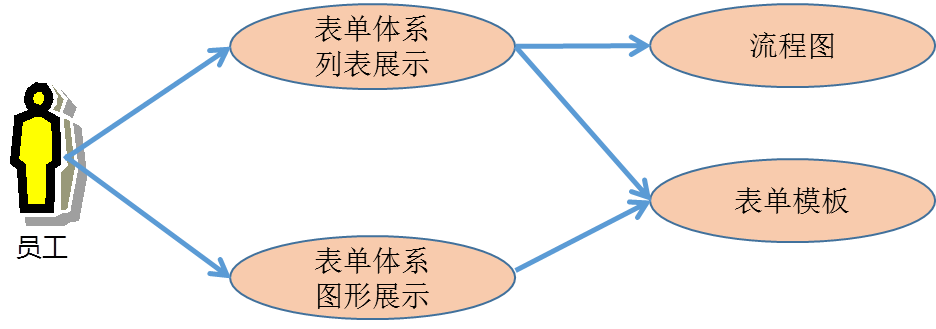 表单体系
列表展示
流程图
员工
表单模板
表单体系
图形展示